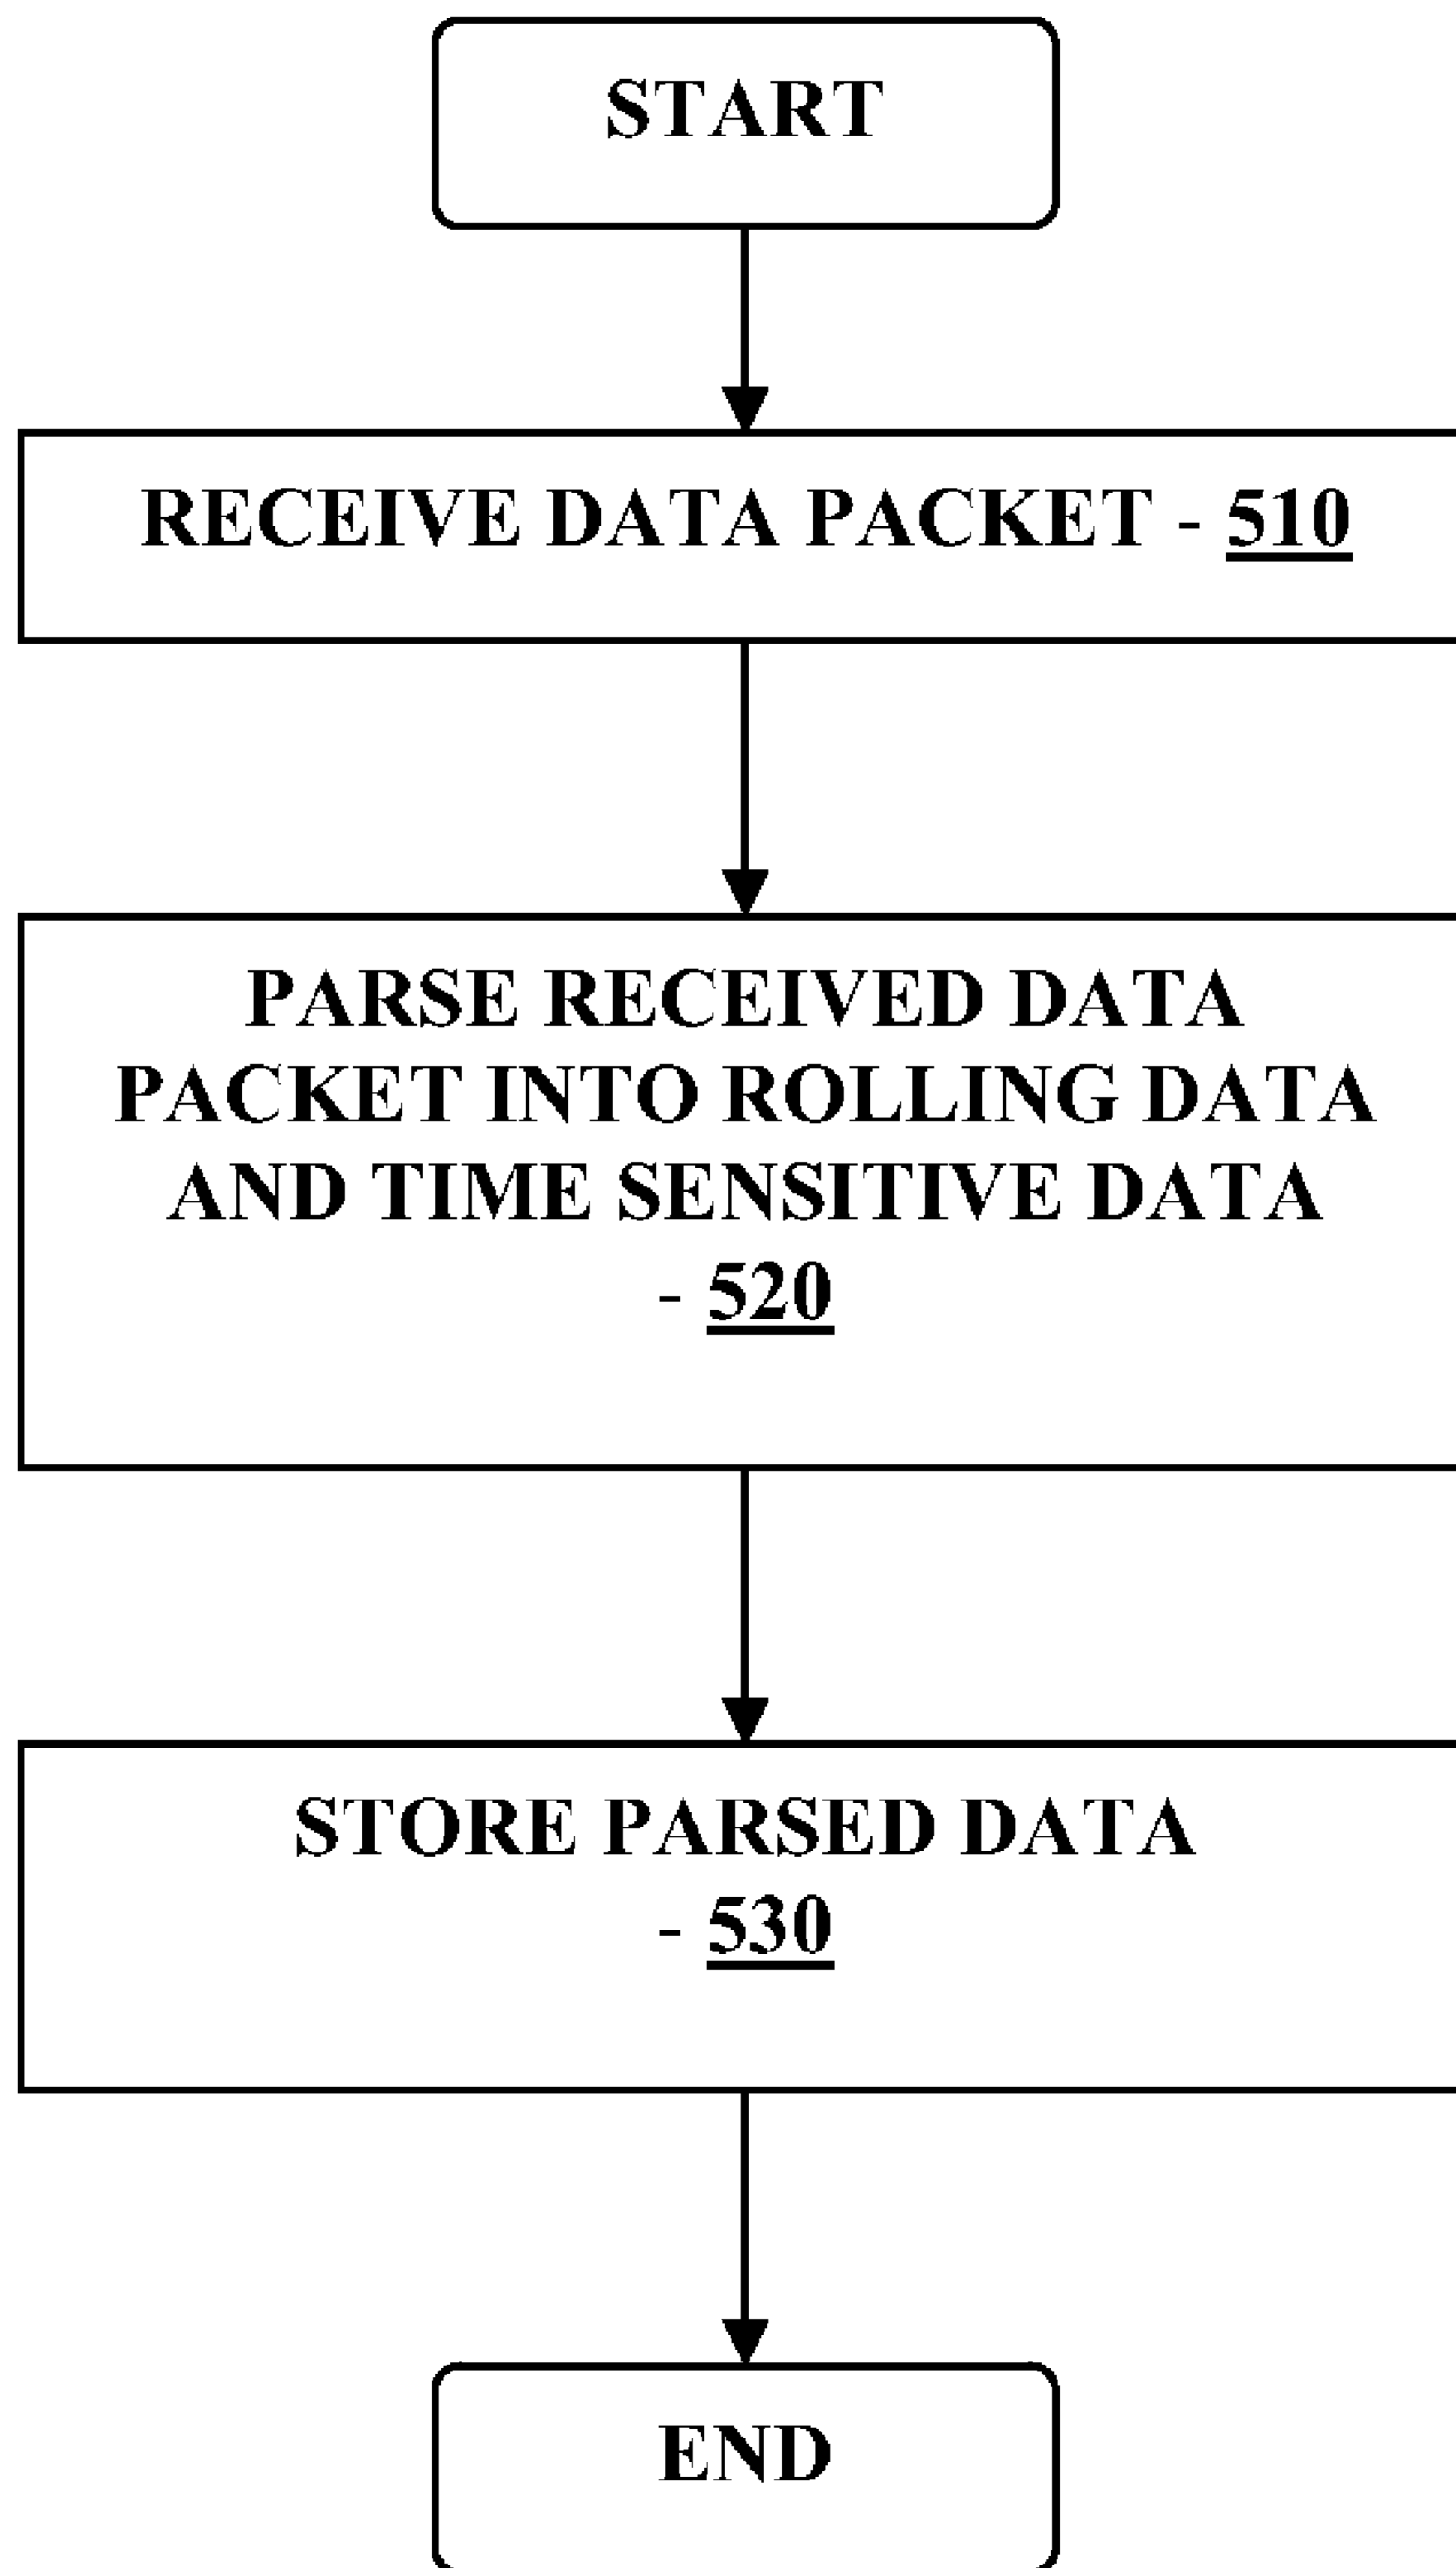 START
RECEIVE DATA PACKET - 510
PARSE RECEIVED DATA
PACKET INTO ROLLING DATA
AND TIME SENSITIVE DATA
- 520
STORE PARSED DATA
- 530
END